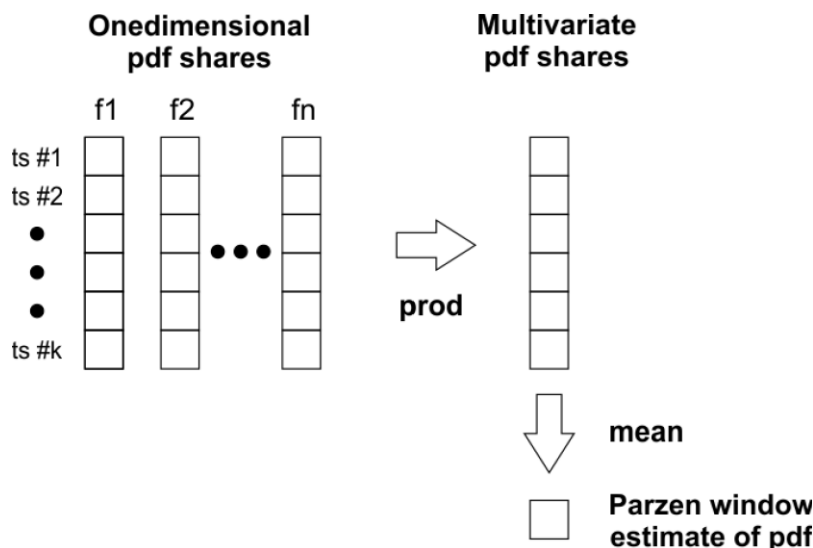 Onedimensional
pdf shares
Multivariate
pdf shares
f1 f2 fn
ts #1
ts #2
ts #k
prod
mean
Parzen window
estimate of pdf